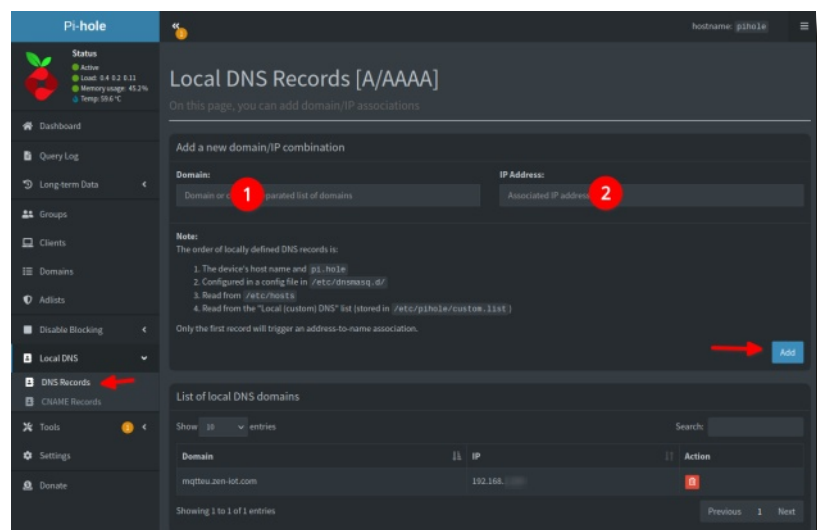 Pi-hole
hostname: pihole
Status
Active
Load: 0.4 0.2 0.11
Memory usage: 45.2%
Temp: 59.6 °C
Dashboard
Query Log
Long-term Data
Groups
Clients
Domains
Adlists
Disable Blocking
Local DNS
DNS Records
CNAME Records
Tools
1
Settings
Donate
Local DNS Records [A/AAAA]
On this page, you can add domain/IP associations
Add a new domain/IP combination
Domain:
IP Address:
Domain or 1 list of domains
Associated IP 2
Note:
The order of locally defined DNS records is:
1. The device's host name and pi.hole
2. Configured in a config file in /etc/dnsmasq.d/
3. Read from /etc/hosts
4. Read from the "Local (custom) DNS" list (stored in /etc/pihole/custom.list)
Only the first record will trigger an address-to-name association.
Add
List of local DNS domains
Show 10 entries
Search:
Domain IP Action
mqtteu.zen-iot.com 192.168.
Showing 1 to 1 of 1 entries
Previous 1 Next